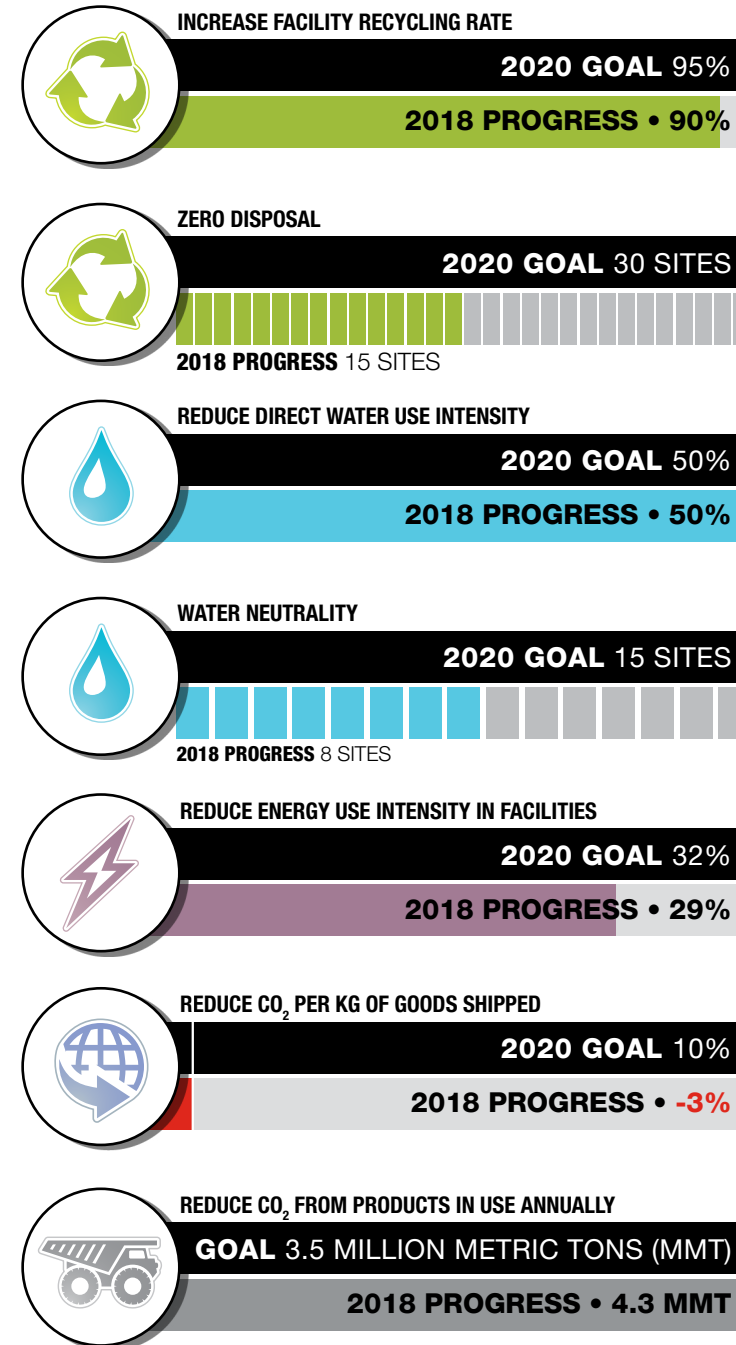 INCREASE FACILITY RECYCLING RATE
2020 GOAL 95%
2018 PROGRESS • 90%
ZERO DISPOSAL
2020 GOAL 30 SITES
2018 PROGRESS 15 SITES
REDUCE DIRECT WATER USE INTENSITY
2020 GOAL 50%
2018 PROGRESS • 50%
WATER NEUTRALITY
2020 GOAL 15 SITES
2018 PROGRESS 8 SITES
REDUCE ENERGY USE INTENSITY IN FACILITIES
2020 GOAL 32%
2018 PROGRESS • 29%
REDUCE CO₂ PER KG OF GOODS SHIPPED
2020 GOAL 10%
2018 PROGRESS • -3%
REDUCE CO₂ FROM PRODUCTS IN USE ANNUALLY
GOAL 3.5 MILLION METRIC TONS (MMT)
2018 PROGRESS • 4.3 MMT